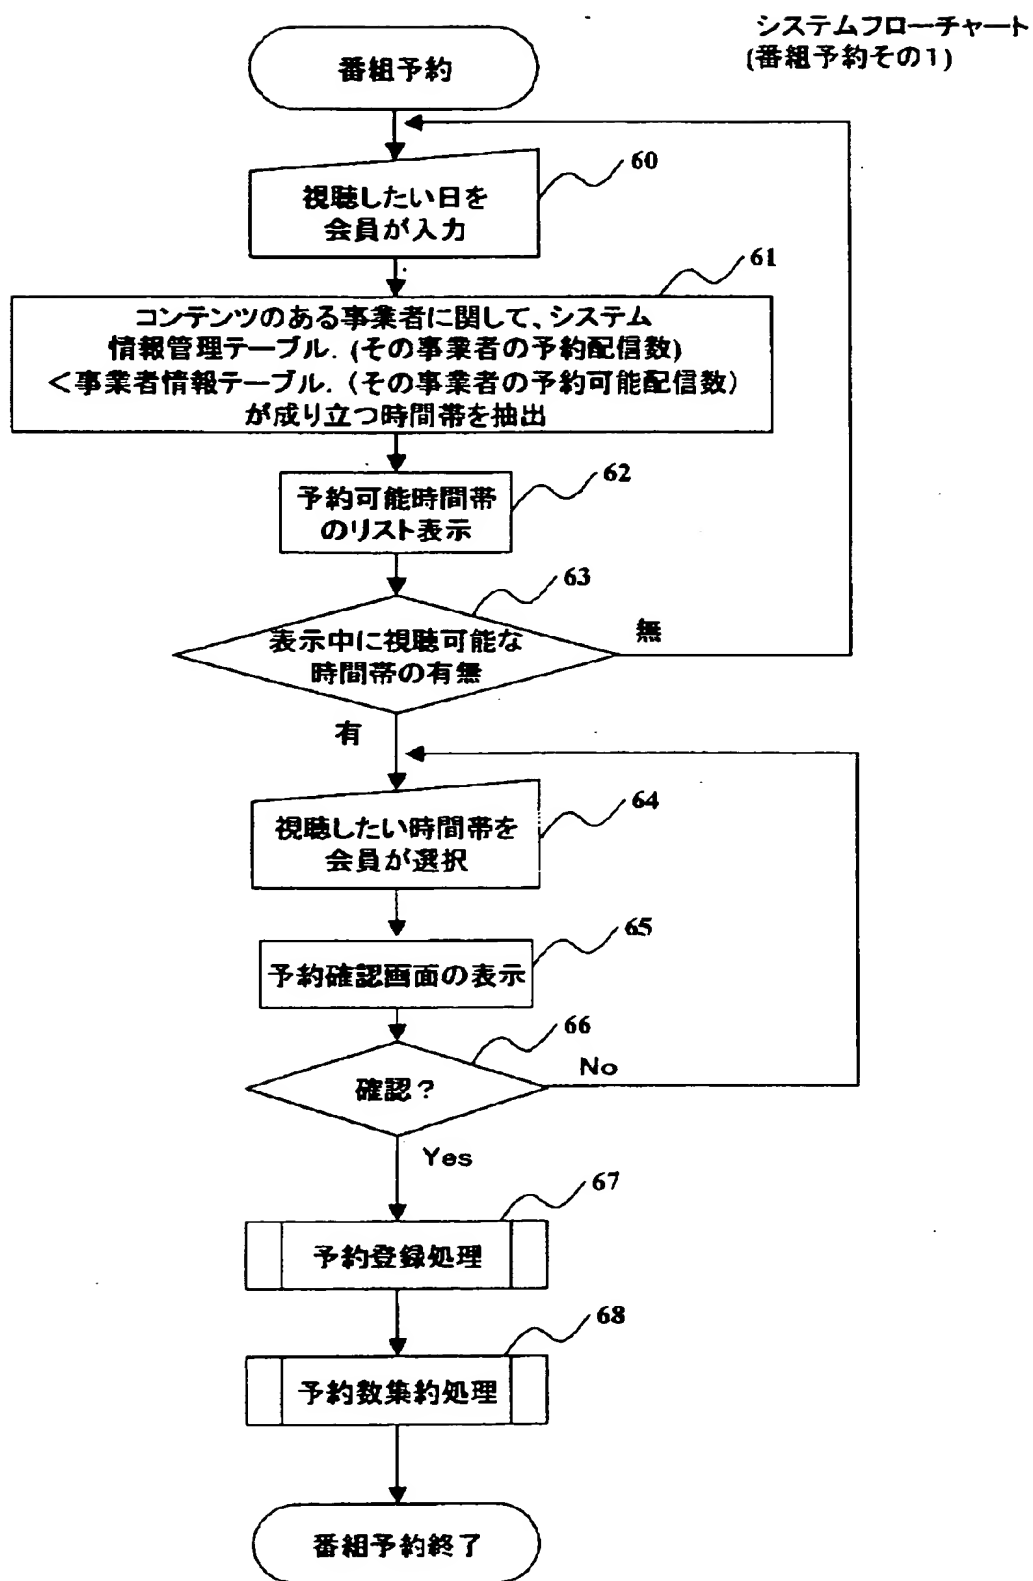 システムフローチャート
(番組予約その1)
番組予約
60
視聴したい日を
会員が入力
61
コンテンツのある事業者に関して、システム
情報管理テーブル. (その事業者の予約配信数)
<事業者情報テーブル. (その事業者の予約可能配信数)
が成り立つ時間帯を抽出
62
予約可能時間帯
のリスト表示
63
表示中に視聴可能な
時間帯の有無
無
有
64
視聴したい時間帯を
会員が選択
65
予約確認画面の表示
66
確認?
No
Yes
67
予約登録処理
68
予約数集約処理
番組予約終了